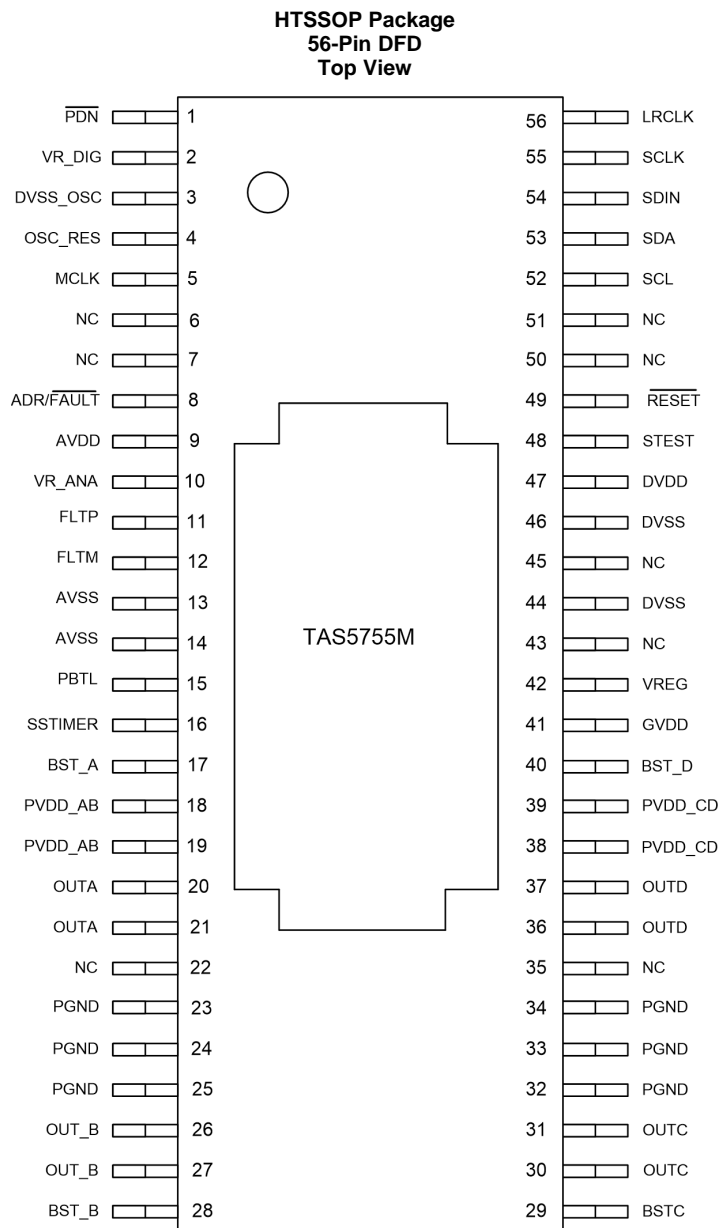 HTSSOP Package
56-Pin DFD
Top View
PDN 1 56 LRCLK
VR_DIG 2 55 SCLK
DVSS_OSC 3 54 SDIN
OSC_RES 4 53 SDA
MCLK 5 52 SCL
NC 6 51 NC
NC 7 50 NC
ADR/FAULT 8 49 RESET
AVDD 9 48 STEST
VR_ANA 10 47 DVDD
FLTP 11 46 DVSS
FLTM 12 45 NC
AVSS 13 44 DVSS
AVSS 14 TAS5755M 43 NC
PBTL 15 42 VREG
SSTIMER 16 41 GVDD
BST_A 17 40 BST_D
PVDD_AB 18 39 PVDD_CD
PVDD_AB 19 38 PVDD_CD
OUTA 20 37 OUTD
OUTA 21 36 OUTD
NC 22 35 NC
PGND 23 34 PGND
PGND 24 33 PGND
PGND 25 32 PGND
OUT_B 26 31 OUTC
OUT_B 27 30 OUTC
BST_B 28 29 BSTC